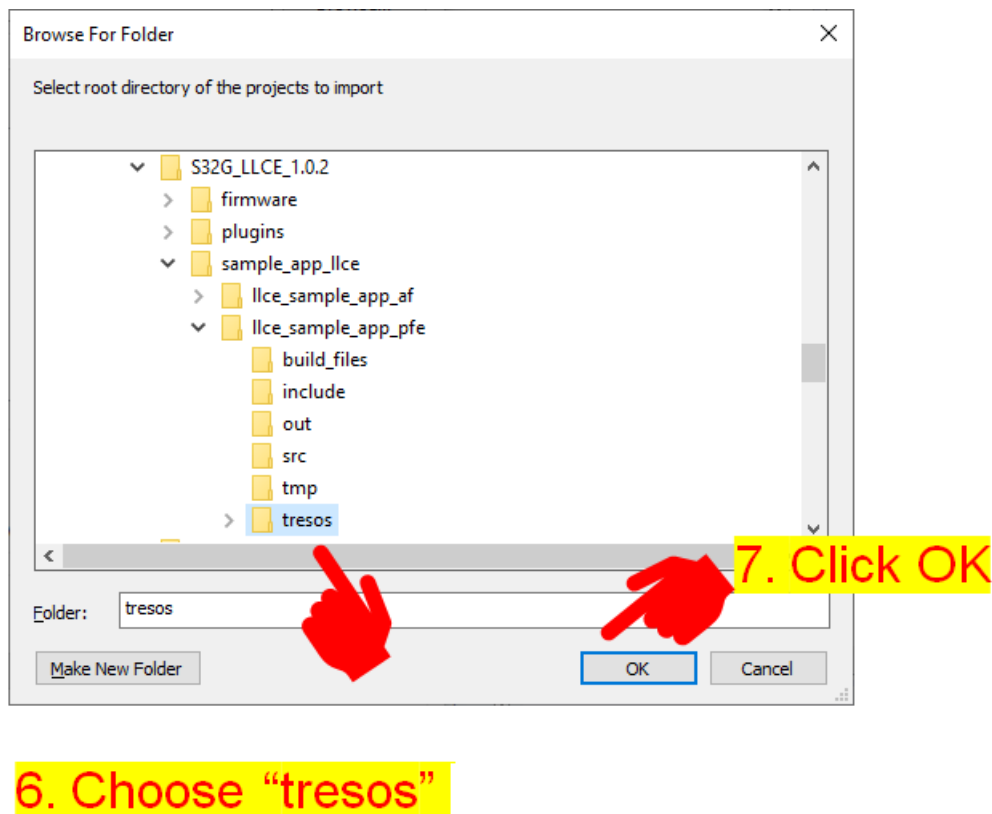 Browse For Folder
Select root directory of the projects to import
S32G_LLCE_1.0.2
firmware
plugins
sample_app_llce
llce_sample_app_af
llce_sample_app_pfe
build_files
include
out
src
tmp
tresos
7. Click OK
Folder: tresos
Make New Folder OK Cancel
6. Choose “tresos”